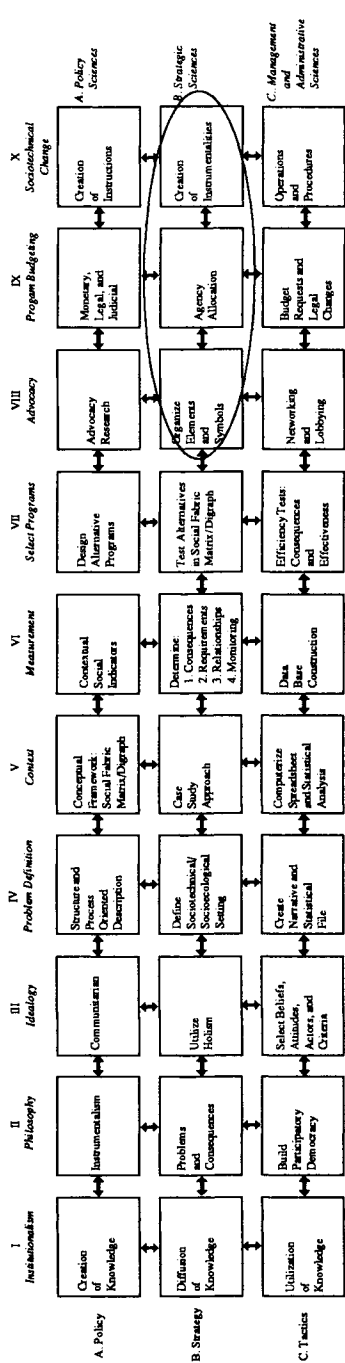 I
Institutionalism
II
Philosophy
III
Idealogy
IV
Problem Definition
V
Context
VI
Measurement
VII
Select Programs
VIII
Advocacy
IX
Progam Budgeting
X
Sociotechnical
Change
A. Policy
Creation
of
Knowledge
Instrumentalism
Communitarian
Structure and
Process
Oriented
Description
Conceptual
Framework:
Social Fabric
Matrix/Digraph
Contextual
Social
Indicators
Design
Alternative
Programs
Advocacy
Research
Monetary,
Legal, and
Judicial
Creation
of
Instructions
A. Policy
Sciences
B. Strategy
Diffusion
of
Knowledge
Problems
and
Consequences
Utilize
Holism
Define
Sociotechnical/
Socioecological
Setting
Case
Study
Approach
Determine:
1. Consequences
2. Requirements
3. Relationships
4. Monitoring
Test Alternatives
in Social Fabric
Matrix/Digraph
Organize
Elements
and
Symbols
Agency
Allocation
Creation
of
Instrumentalities
B. Strategic
Sciences
C. Tactics
Utilization
of
Knowledge
Build
Participatory
Democracy
Select Beliefs,
Attitudes,
Actors, and
Criteria
Create
Narrative and
Statistical
File
Computerize
Spreadsheet
and Statistical
Analysis
Data
Base
Construction
Efficiency Tests:
Consequences
and
Effectiveness
Networking
and
Lobbying
Budget
Requests and
Legal
Changes
Operations
and
Procedures
C.. Management
and
Administrative
Sciences